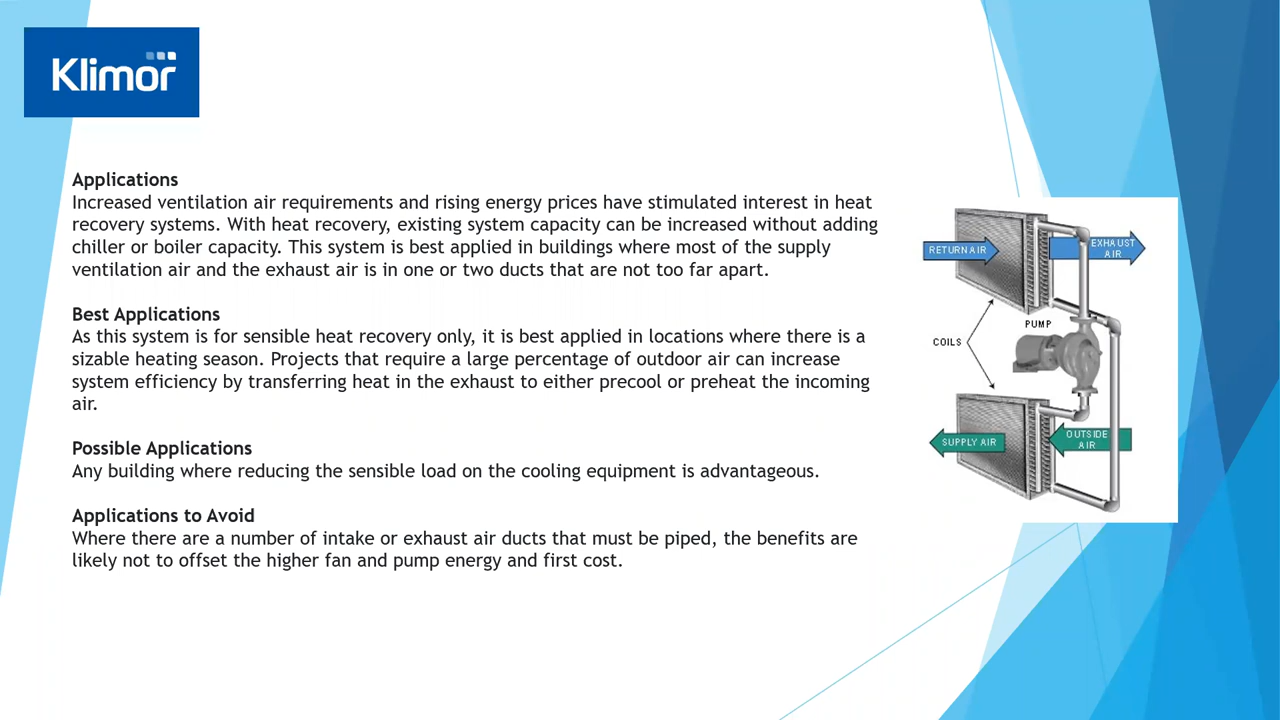 Klimor
Applications
Increased ventilation air requirements and rising energy prices have stimulated interest in heat
recovery systems. With heat recovery, existing system capacity can be increased without adding
chiller or boiler capacity. This system is best applied in buildings where most of the supply
ventilation air and the exhaust air is in one or two ducts that are not too far apart.
Best Applications
As this system is for sensible heat recovery only, it is best applied in locations where there is a
sizable heating season. Projects that require a large percentage of outdoor air can increase
system efficiency by transferring heat in the exhaust to either precool or preheat the incoming
air.
Possible Applications
Any building where reducing the sensible load on the cooling equipment is advantageous.
Applications to Avoid
Where there are a number of intake or exhaust air ducts that must be piped, the benefits are
likely not to offset the higher fan and pump energy and first cost.
RETURN AIR
EXHAUST
AIR
PUMP
COILS
SUPPLY AIR
OUTSIDE
AIR